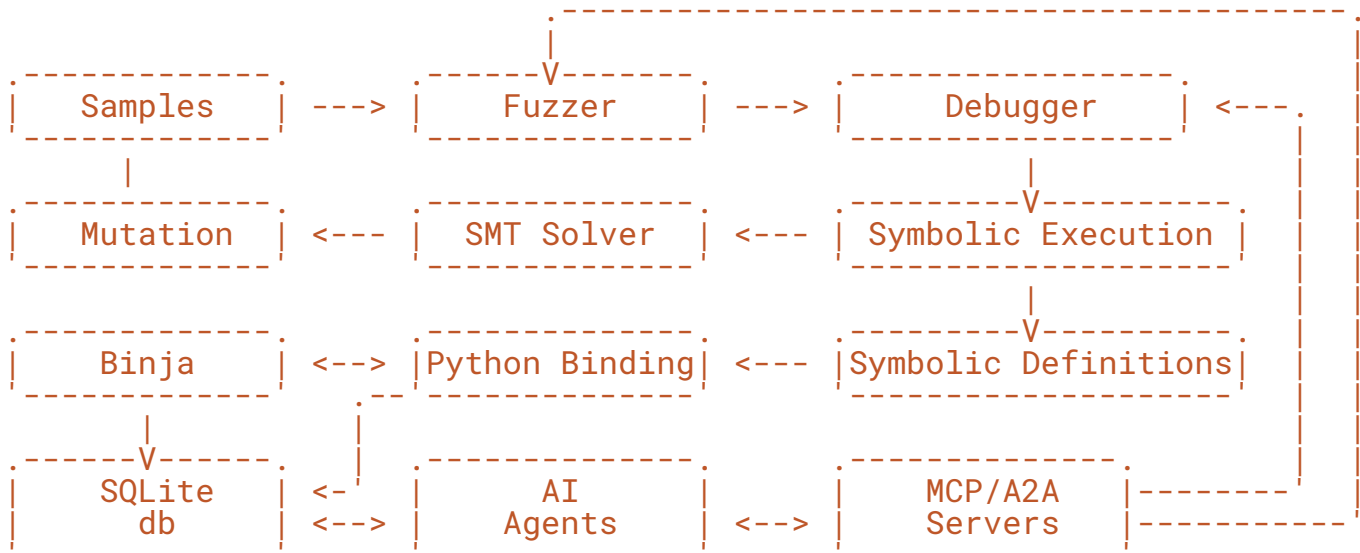 Samples ---> Fuzzer ---> Debugger <---
Mutation <--- SMT Solver <--- Symbolic Execution
Binja <--> Python Binding <--- Symbolic Definitions
SQLite <- AI MCP/A2A
db <--> Agents <--> Servers